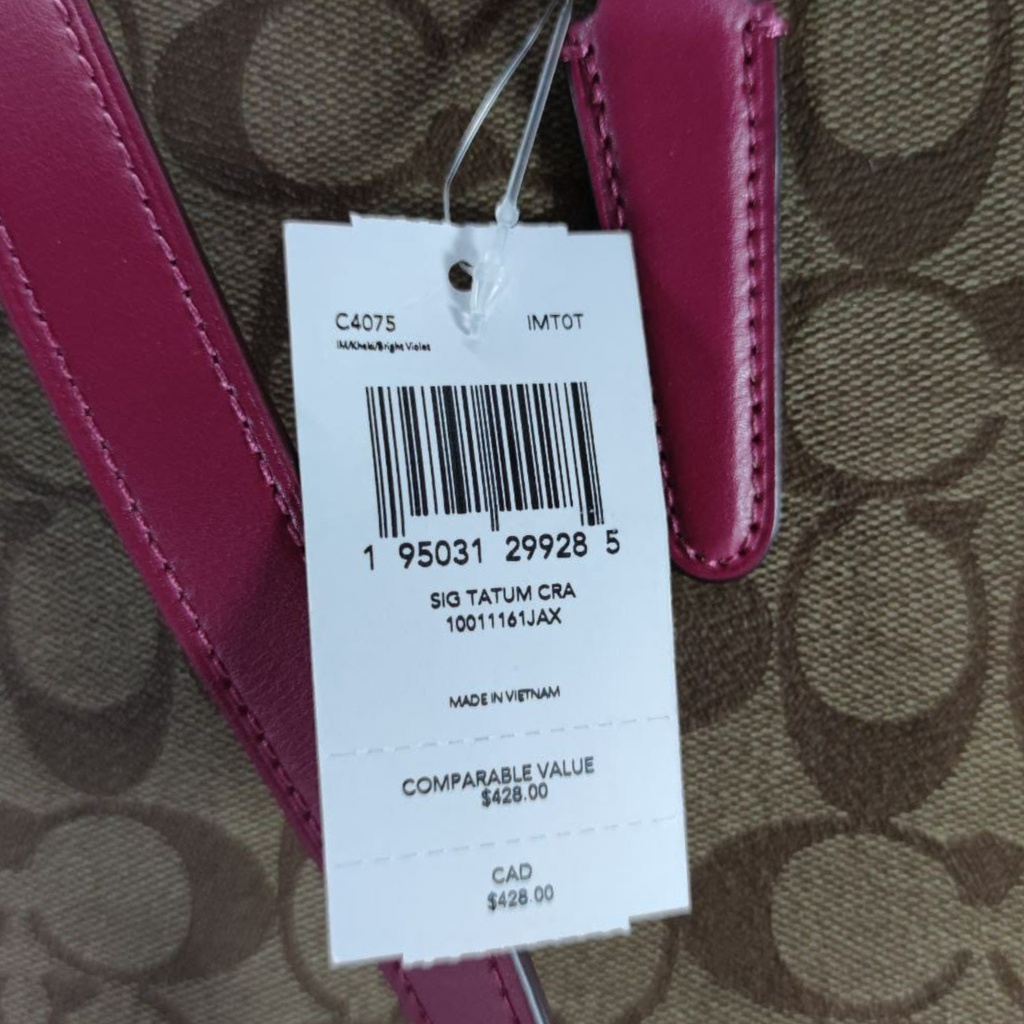 C4075 IMTOT
IM/Khaki/Bright Violet
1 95031 29928 5
SIG TATUM CRA
10011161JAX
MADE IN VIETNAM
COMPARABLE VALUE
$428.00
CAD
$428.00